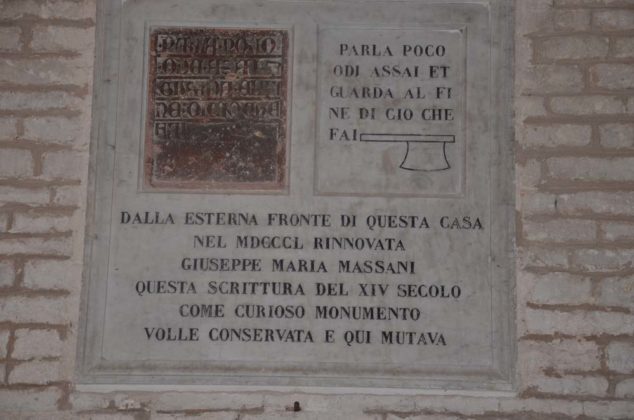 PARLA POCO
ODI ASSAI ET
GUARDA AL FI
NE DI CIO CHE
FAI
DALLA ESTERNA FRONTE DI QUESTA CASA
NEL MDCCCL RINNOVATA
GIUSEPPE MARIA MASSANI
QUESTA SCRITTURA DEL XIV SECOLO
COME CURIOSO MONUMENTO
VOLLE CONSERVATA E QUI MUTAVA